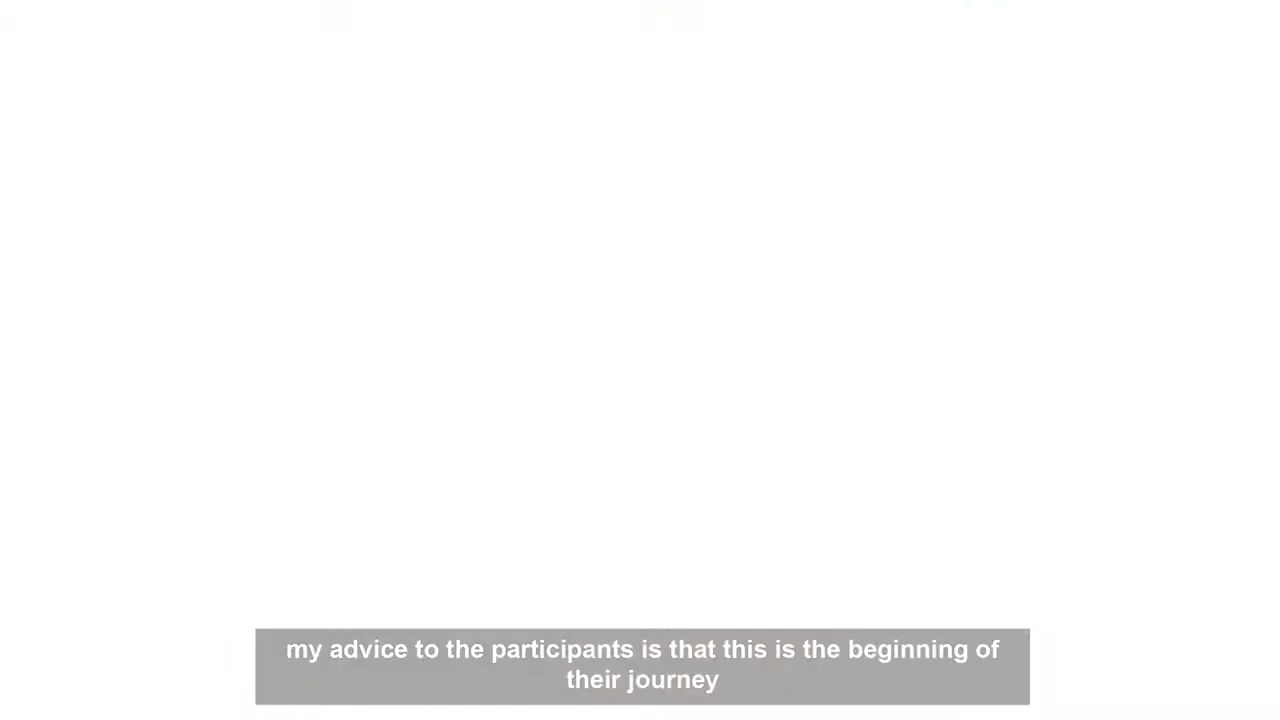 my advice to the participants is that this is the beginning of
their journey